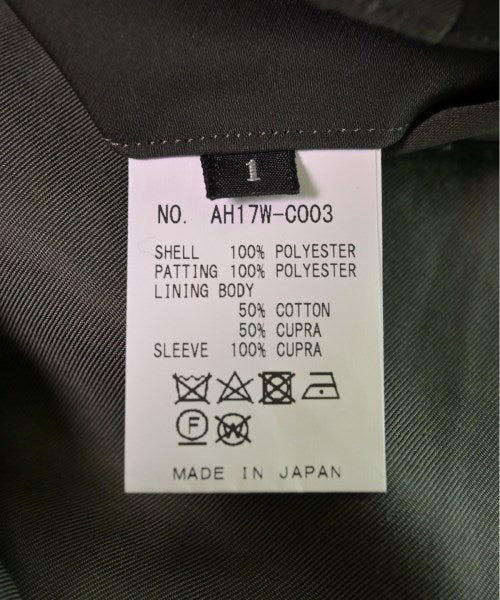 1
NO. AH17W-C003
SHELL 100% POLYESTER
PATTING 100% POLYESTER
LINING BODY
50% COTTON
50% CUPRA
SLEEVE 100% CUPRA
F W
MADE IN JAPAN